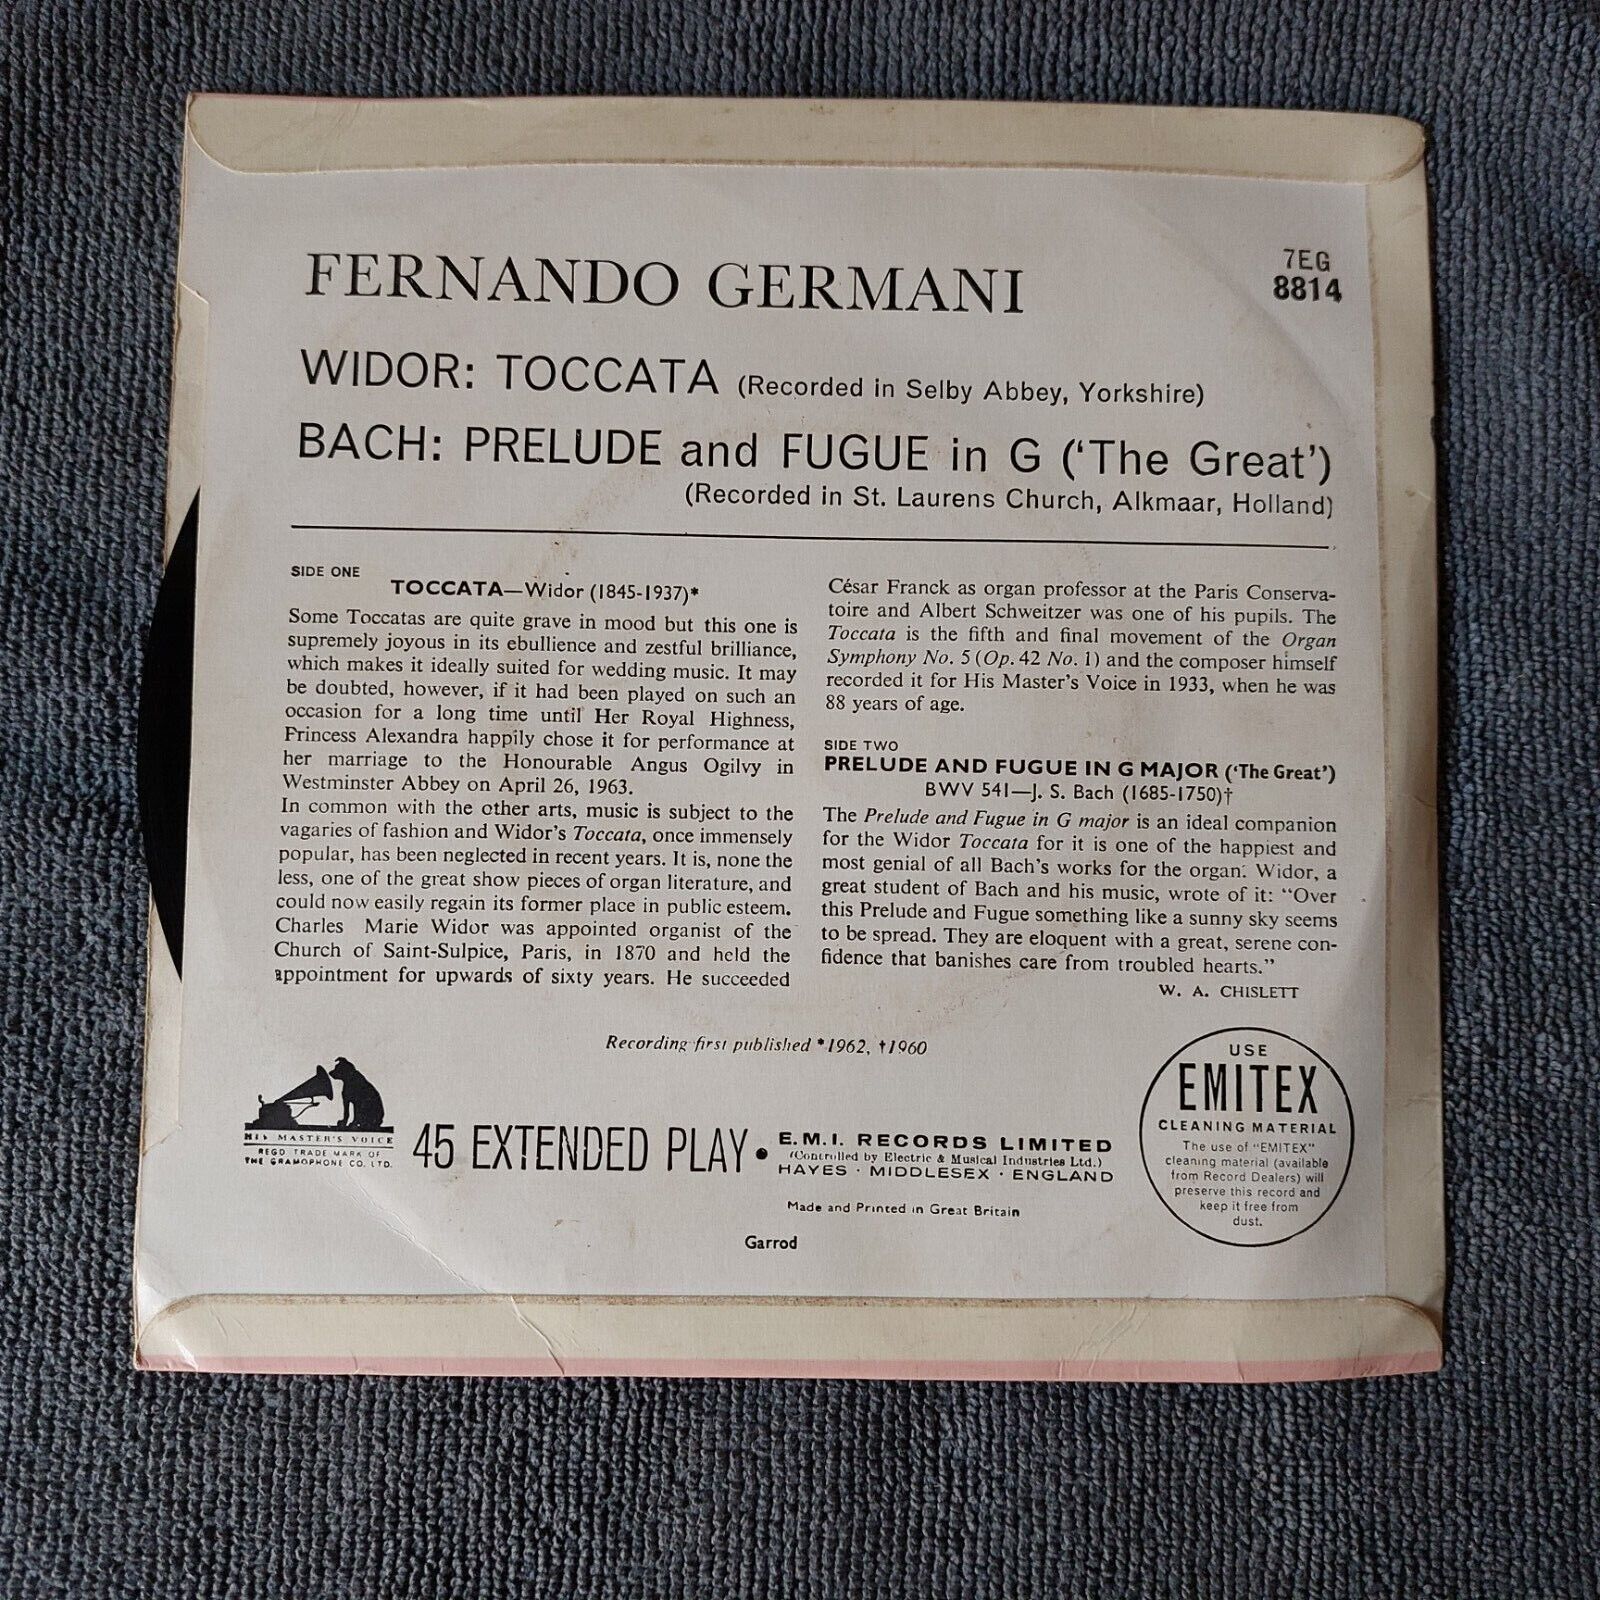 FERNANDO GERMANI
7EG
8814
WIDOR: TOCCATA (Recorded in Selby Abbey, Yorkshire)
BACH: PRELUDE and FUGUE in G (‘The Great’)
(Recorded in St. Laurens Church, Alkmaar, Holland)
SIDE ONE
TOCCATA—Widor (1845-1937)*
Some Toccatas are quite grave in mood but this one is
supremely joyous in its ebullience and zestful brilliance,
which makes it ideally suited for wedding music. It may
be doubted, however, if it had been played on such an
occasion for a long time until Her Royal Highness,
Princess Alexandra happily chose it for performance at
her marriage to the Honourable Angus Ogilvy in
Westminster Abbey on April 26, 1963.
In common with the other arts, music is subject to the
vagaries of fashion and Widor’s Toccata, once immensely
popular, has been neglected in recent years. It is, none the
less, one of the great show pieces of organ literature, and
could now easily regain its former place in public esteem.
Charles Marie Widor was appointed organist of the
Church of Saint-Sulpice, Paris, in 1870 and held the
appointment for upwards of sixty years. He succeeded
César Franck as organ professor at the Paris Conserva-
toire and Albert Schweitzer was one of his pupils. The
Toccata is the fifth and final movement of the Organ
Symphony No. 5 (Op. 42 No. 1) and the composer himself
recorded it for His Master’s Voice in 1933, when he was
88 years of age.
SIDE TWO
PRELUDE AND FUGUE IN G MAJOR (‘The Great’)
BWV 541—J. S. Bach (1685-1750)†
The Prelude and Fugue in G major is an ideal companion
for the Widor Toccata for it is one of the happiest and
most genial of all Bach’s works for the organ. Widor, a
great student of Bach and his music, wrote of it: “Over
this Prelude and Fugue something like a sunny sky seems
to be spread. They are eloquent with a great, serene con-
fidence that banishes care from troubled hearts.”
W. A. CHISLETT
Recording first published *1962, †1960
HIS MASTER'S VOICE
REGD TRADE MARK OF
THE GRAMOPHONE CO. LTD.
45 EXTENDED PLAY •
E.M.I. RECORDS LIMITED
(Controlled by Electric & Musical Industries Ltd.)
HAYES · MIDDLESEX · ENGLAND
Made and Printed in Great Britain
Garrod
USE
EMITEX
CLEANING MATERIAL
The use of "EMITEX"
cleaning material (available
from Record Dealers) will
preserve this record and
keep it free from
dust.